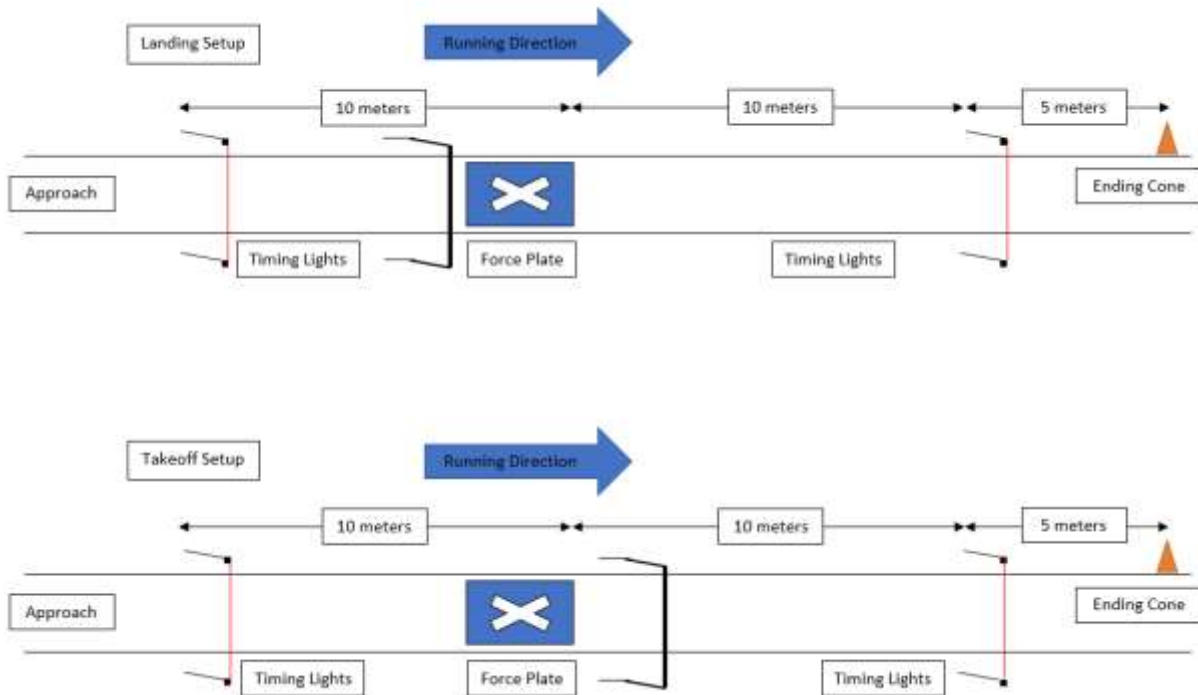 Landing Setup
Running Direction
10 meters
10 meters
5 meters
Approach
Ending Cone
Timing Lights
Force Plate
Timing Lights
Takeoff Setup
Running Direction
10 meters
10 meters
5 meters
Approach
Ending Cone
Timing Lights
Force Plate
Timing Lights